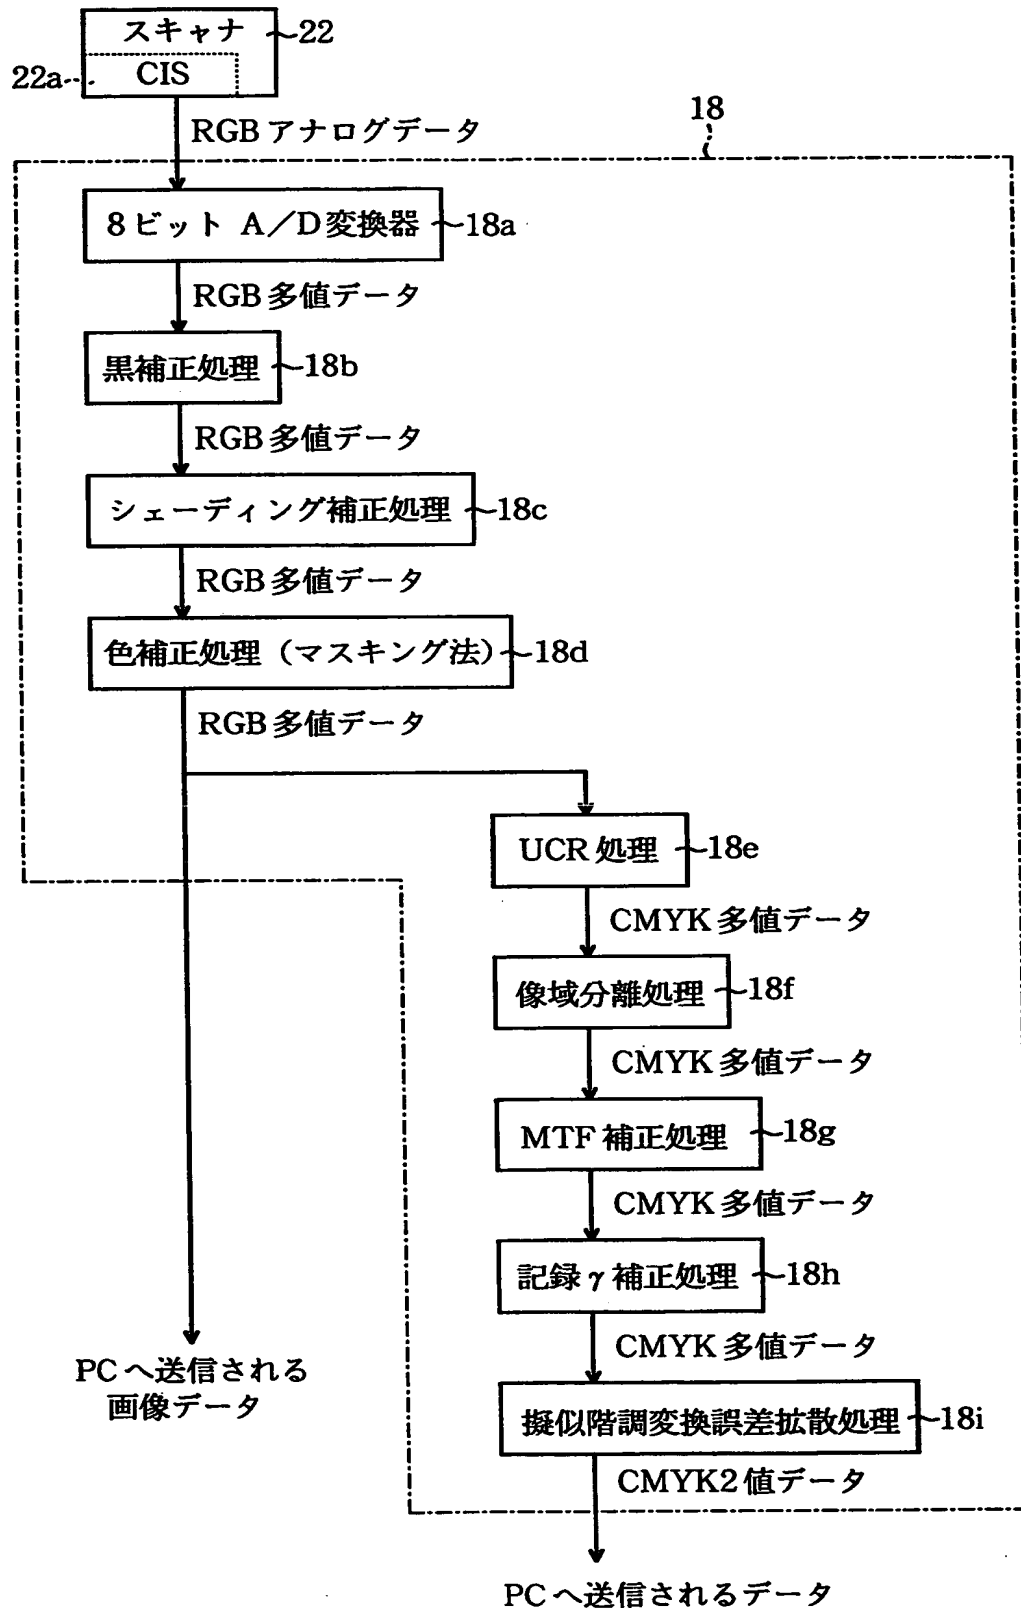 スキャナ
22
22a
CIS
RGBアナログデータ
18
8ビット A／D変換器
18a
RGB多値データ
黒補正処理
18b
RGB多値データ
シェーディング補正処理
18c
RGB多値データ
色補正処理（マスキング法）
18d
RGB多値データ
UCR処理
18e
CMYK多値データ
像域分離処理
18f
CMYK多値データ
MTF補正処理
18g
CMYK多値データ
記録γ補正処理
18h
CMYK多値データ
擬似階調変換誤差拡散処理
18i
CMYK2値データ
PCへ送信される
画像データ
PCへ送信されるデータ